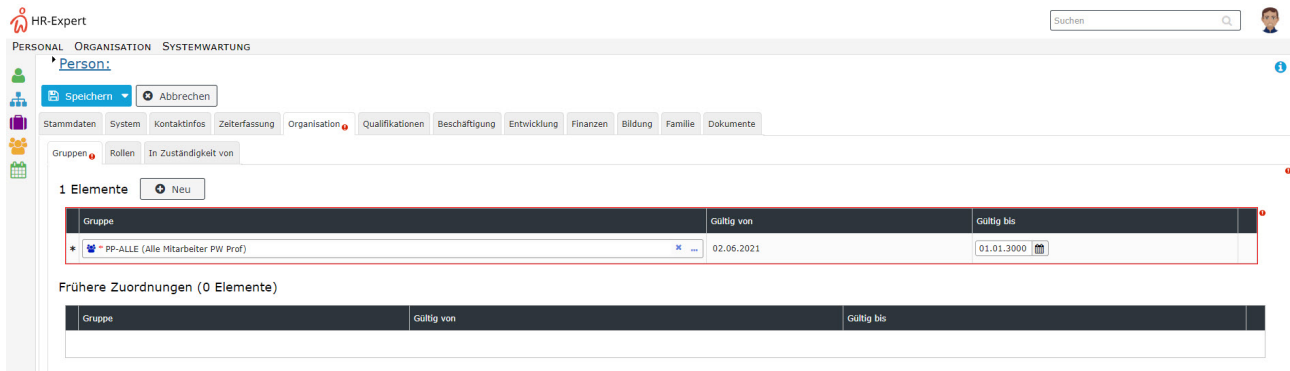 HR-Expert
Suchen
PERSONAL ORGANISATION SYSTEMWARTUNG
Person:
Speichern Abbrechen
Stammdaten System Kontaktinfos Zeiterfassung Organisation Qualifikationen Beschäftigung Entwicklung Finanzen Bildung Familie Dokumente
Gruppen Rollen In Zuständigkeit von
1 Elemente Neu
Gruppe Gültig von Gültig bis
* * PP-ALLE (Alle Mitarbeiter PW Prof) ... 02.06.2021 01.01.3000
Frühere Zuordnungen (0 Elemente)
Gruppe Gültig von Gültig bis